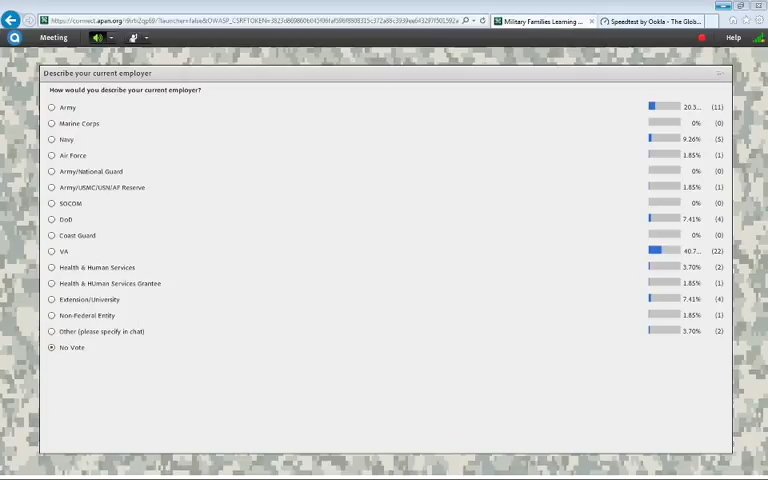 Military Families Learning ...
Speedtest by Ookla - The Glob...
Meeting
Help
Describe your current employer
How would you describe your current employer?
Army 20.3... (11)
Marine Corps 0% (0)
Navy 9.26% (5)
Air Force 1.85% (1)
Army/National Guard 0% (0)
Army/USMC/USN/AF Reserve 1.85% (1)
SOCOM 0% (0)
DoD 7.41% (4)
Coast Guard 0% (0)
VA 40.7... (22)
Health & Human Services 3.70% (2)
Health & HUman Services Grantee 1.85% (1)
Extension/University 7.41% (4)
Non-Federal Entity 1.85% (1)
Other (please specify in chat) 3.70% (2)
No Vote